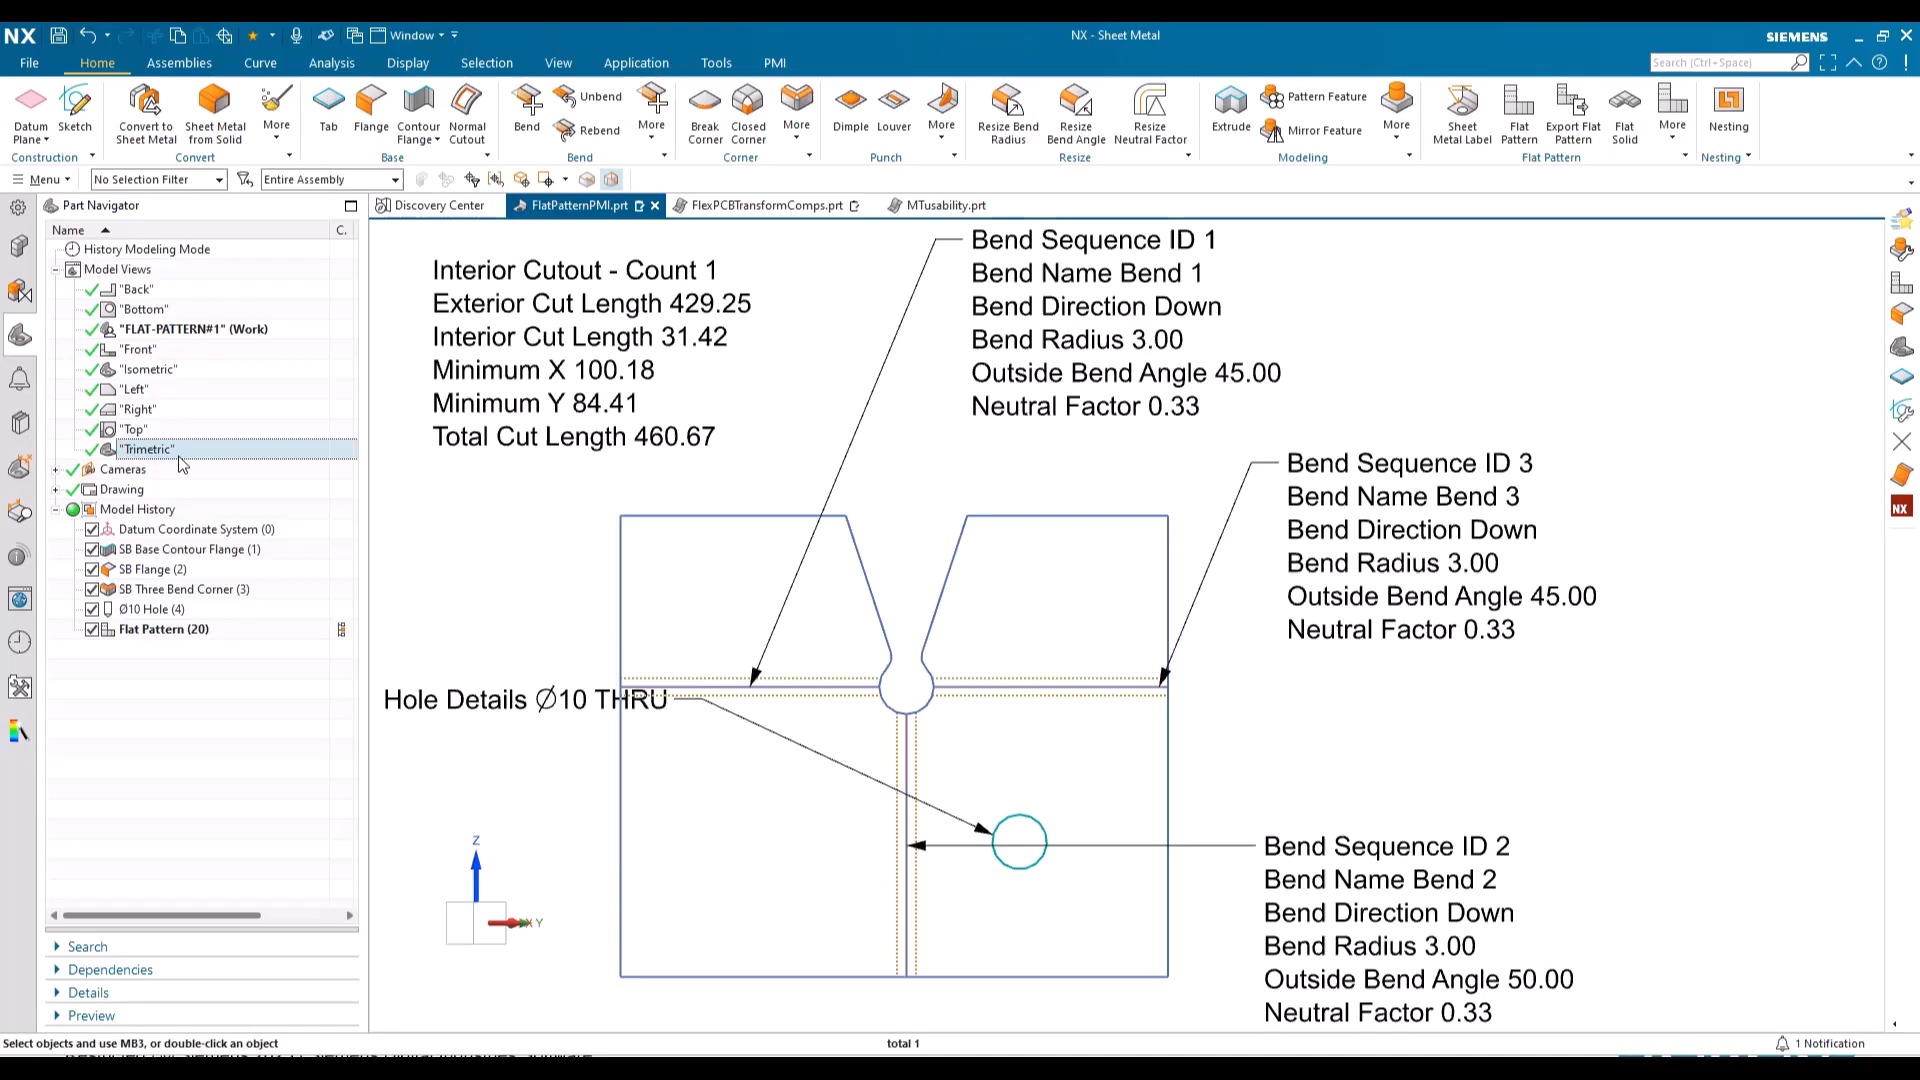 NX
Window
NX - Sheet Metal
SIEMENS
File
Home
Assemblies
Curve
Analysis
Display
Selection
View
Application
Tools
PMI
Search (Ctrl+Space)
Datum Plane
Sketch
Convert to Sheet Metal
Sheet Metal from Solid
More
Tab
Flange
Contour Flange
Normal Cutout
Bend
Unbend
Rebend
More
Break Corner
Closed Corner
More
Dimple
Louver
More
Resize Bend Radius
Resize Bend Angle
Resize Neutral Factor
Extrude
Pattern Feature
Mirror Feature
More
Sheet Metal Label
Flat Pattern
Export Flat Pattern
Flat Solid
More
Nesting
Construction
Convert
Base
Bend
Corner
Punch
Resize
Modeling
Flat Pattern
Nesting
Menu
No Selection Filter
Entire Assembly
Part Navigator
Discovery Center
FlatPatternPMI.prt
FlexPCBTransformComps.prt
MTusability.prt
Name
C.
History Modeling Mode
Model Views
"Back"
"Bottom"
"FLAT-PATTERN#1" (Work)
"Front"
"Isometric"
"Left"
"Right"
"Top"
"Trimetric"
Cameras
Drawing
Model History
Datum Coordinate System (0)
SB Base Contour Flange (1)
SB Flange (2)
SB Three Bend Corner (3)
Ø10 Hole (4)
Flat Pattern (20)
Search
Dependencies
Details
Preview
Interior Cutout - Count 1
Exterior Cut Length 429.25
Interior Cut Length 31.42
Minimum X 100.18
Minimum Y 84.41
Total Cut Length 460.67
Bend Sequence ID 1
Bend Name Bend 1
Bend Direction Down
Bend Radius 3.00
Outside Bend Angle 45.00
Neutral Factor 0.33
Bend Sequence ID 3
Bend Name Bend 3
Bend Direction Down
Bend Radius 3.00
Outside Bend Angle 45.00
Neutral Factor 0.33
Hole Details Ø10 THRU
Bend Sequence ID 2
Bend Name Bend 2
Bend Direction Down
Bend Radius 3.00
Outside Bend Angle 50.00
Neutral Factor 0.33
Z
X Y
NX
Select objects and use MB3, or double-click an object
total 1
1 Notification